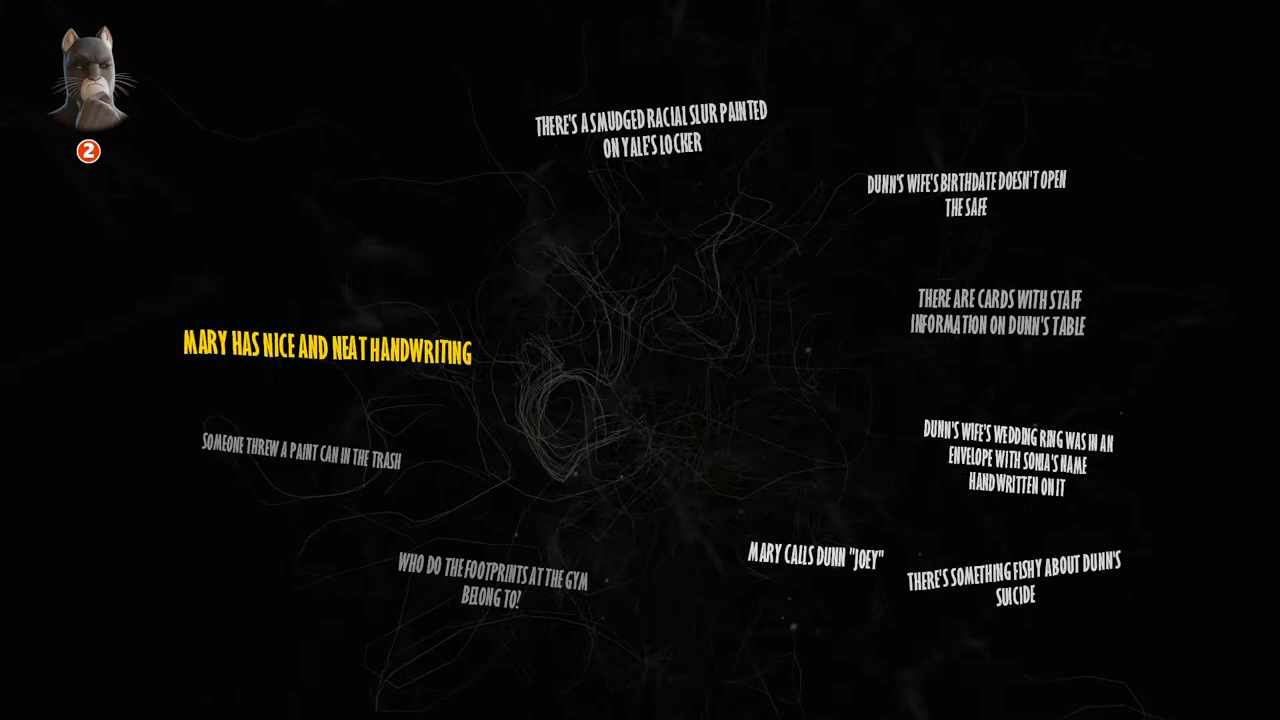 2
THERE'S A SMUDGED RACIAL SLUR PAINTED
ON YALE'S LOCKER
DUNN'S WIFE'S BIRTHDATE DOESN'T OPEN
THE SAFE
THERE ARE CARDS WITH STAFF
INFORMATION ON DUNN'S TABLE
MARY HAS NICE AND NEAT HANDWRITING
SOMEONE THREW A PAINT CAN IN THE TRASH
DUNN'S WIFE'S WEDDING RING WAS IN AN
ENVELOPE WITH SONIA'S NAME
HANDWRITTEN ON IT
WHO DO THE FOOTPRINTS AT THE GYM
BELONG TO?
MARY CALLS DUNN "JOEY"
THERE'S SOMETHING FISHY ABOUT DUNN'S
SUICIDE